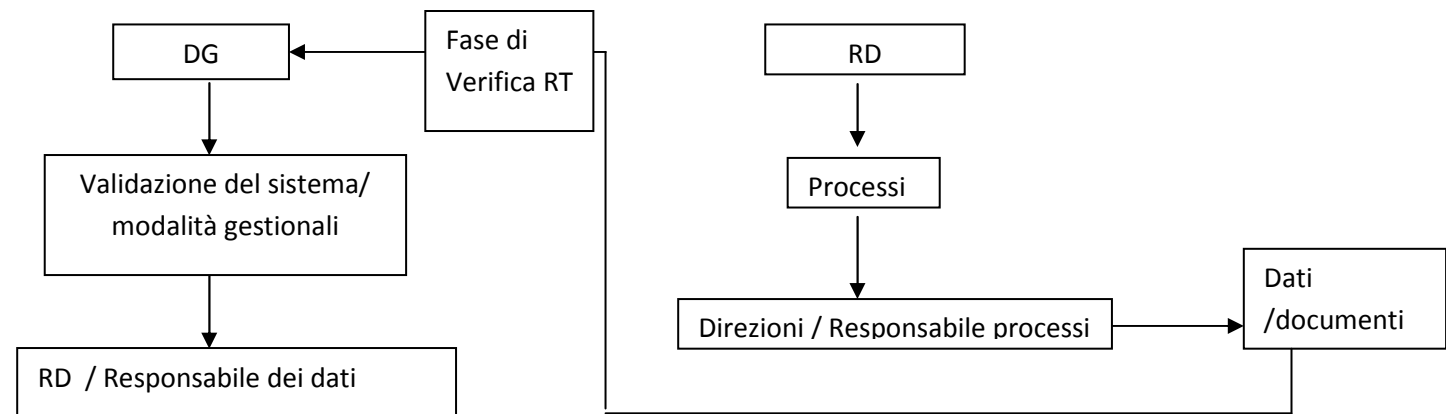 DG
Fase di
Verifica RT
RD
Validazione del sistema/
modalità gestionali
Processi
Direzioni / Responsabile processi
Dati
/documenti
RD / Responsabile dei dati